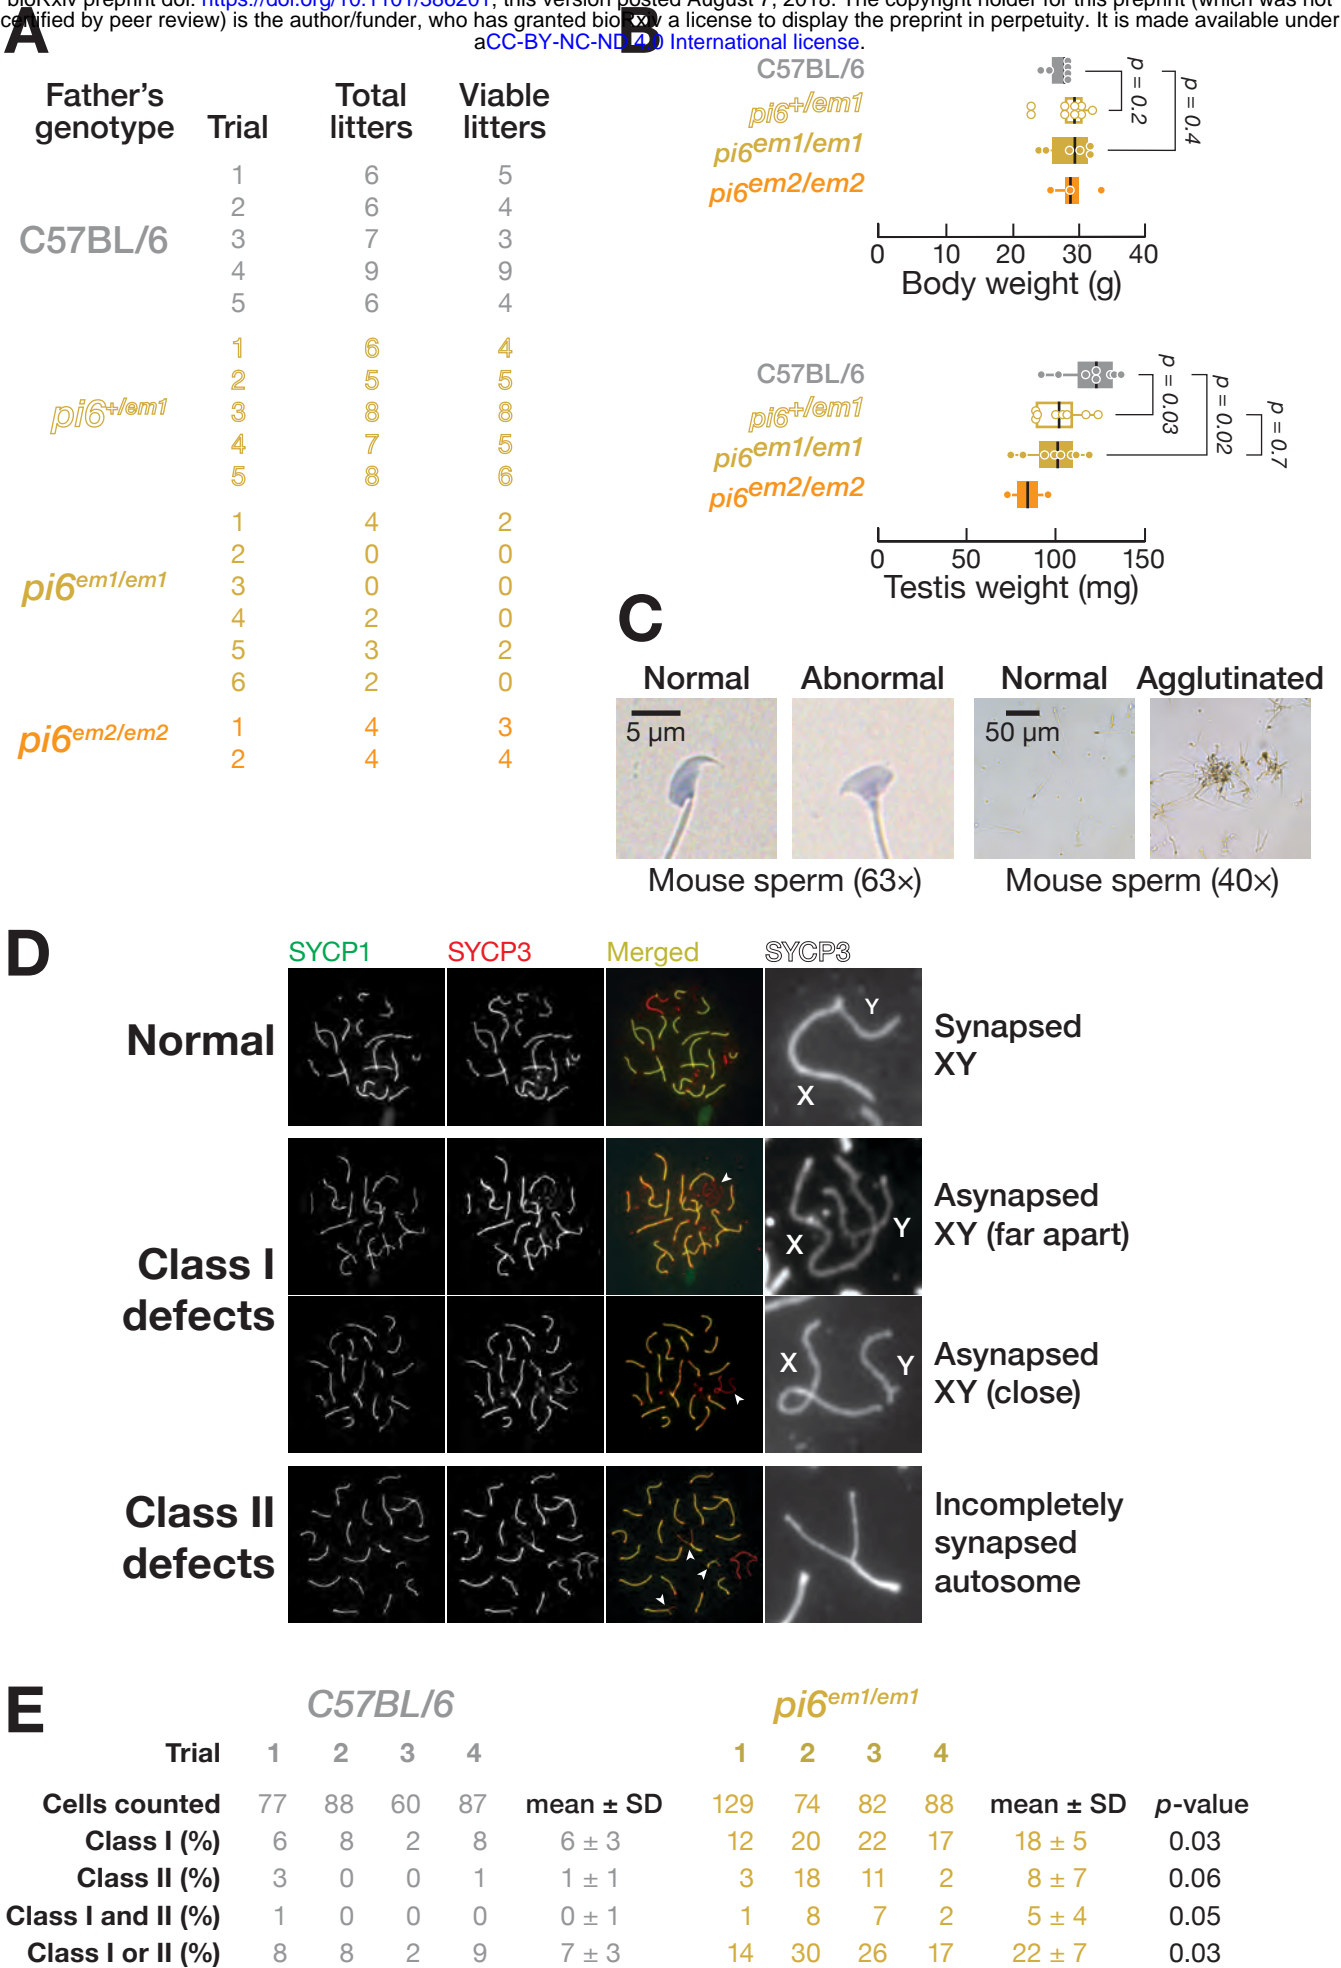 bioRxiv preprint doi: https://doi.org/10.1101/386201; this version posted August 7, 2018. The copyright holder for this preprint (which was not
certified by peer review) is the author/funder, who has granted bioRxiv a license to display the preprint in perpetuity. It is made available under
aCC-BY-NC-ND 4.0 International license.
A
Father's genotype Trial Total litters Viable litters
C57BL/6
1 6 5
2 6 4
3 7 3
4 9 9
5 6 4
pi6+/em1
1 6 4
2 5 5
3 8 8
4 7 5
5 8 6
pi6em1/em1
1 4 2
2 0 0
3 0 0
4 2 0
5 3 2
6 2 0
pi6em2/em2
1 4 3
2 4 4
B
C57BL/6
pi6+/em1
pi6em1/em1
pi6em2/em2
p = 0.2
p = 0.4
0 10 20 30 40
Body weight (g)
C57BL/6
pi6+/em1
pi6em1/em1
pi6em2/em2
p = 0.03
p = 0.02
p = 0.7
0 50 100 150
Testis weight (mg)
C
Normal Abnormal Normal Agglutinated
5 µm 50 µm
Mouse sperm (63×) Mouse sperm (40×)
D
SYCP1 SYCP3 Merged SYCP3
Normal
X Y
Synapsed
XY
Class I
defects
X Y
Asynapsed
XY (far apart)
X Y
Asynapsed
XY (close)
Class II
defects
Incompletely
synapsed
autosome
E
C57BL/6 pi6em1/em1
Trial 1 2 3 4 1 2 3 4
Cells counted 77 88 60 87 mean ± SD 129 74 82 88 mean ± SD p-value
Class I (%) 6 8 2 8 6 ± 3 12 20 22 17 18 ± 5 0.03
Class II (%) 3 0 0 1 1 ± 1 3 18 11 2 8 ± 7 0.06
Class I and II (%) 1 0 0 0 0 ± 1 1 8 7 2 5 ± 4 0.05
Class I or II (%) 8 8 2 9 7 ± 3 14 30 26 17 22 ± 7 0.03